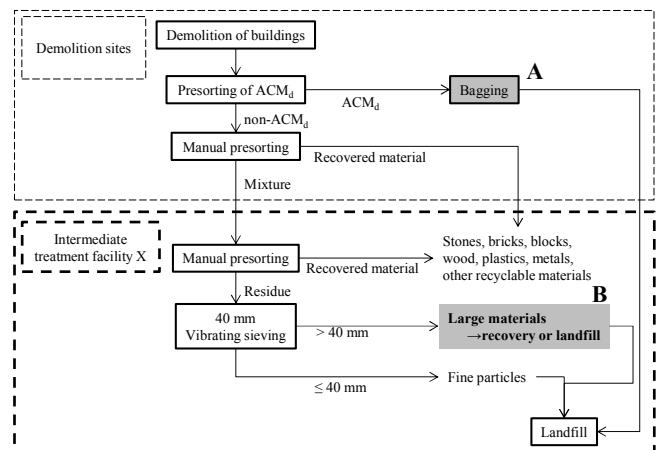 Demolition sites
Demolition of buildings
Presorting of ACMd
ACMd
A
Bagging
non-ACMd
Manual presorting
Recovered material
Mixture
Intermediate
treatment facility X
Manual presorting
Recovered material
Stones, bricks, blocks,
wood, plastics, metals,
other recyclable materials
Residue
40 mm
Vibrating sieving
> 40 mm
B
Large materials
→recovery or landfill
≤ 40 mm
Fine particles
Landfill